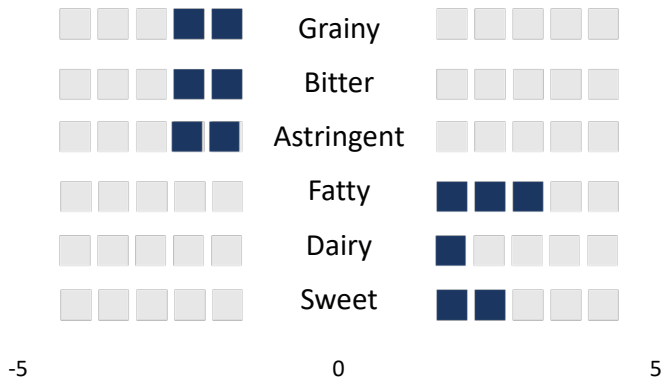 Grainy
Bitter
Astringent
Fatty
Dairy
Sweet
-5 0 5